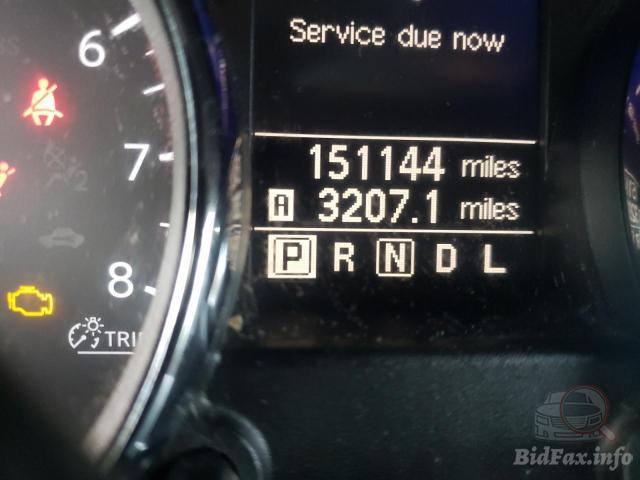 Service due now
6
151144 miles
7
A 3207.1 miles
P R N D L
8
TRIP
BidFax.info